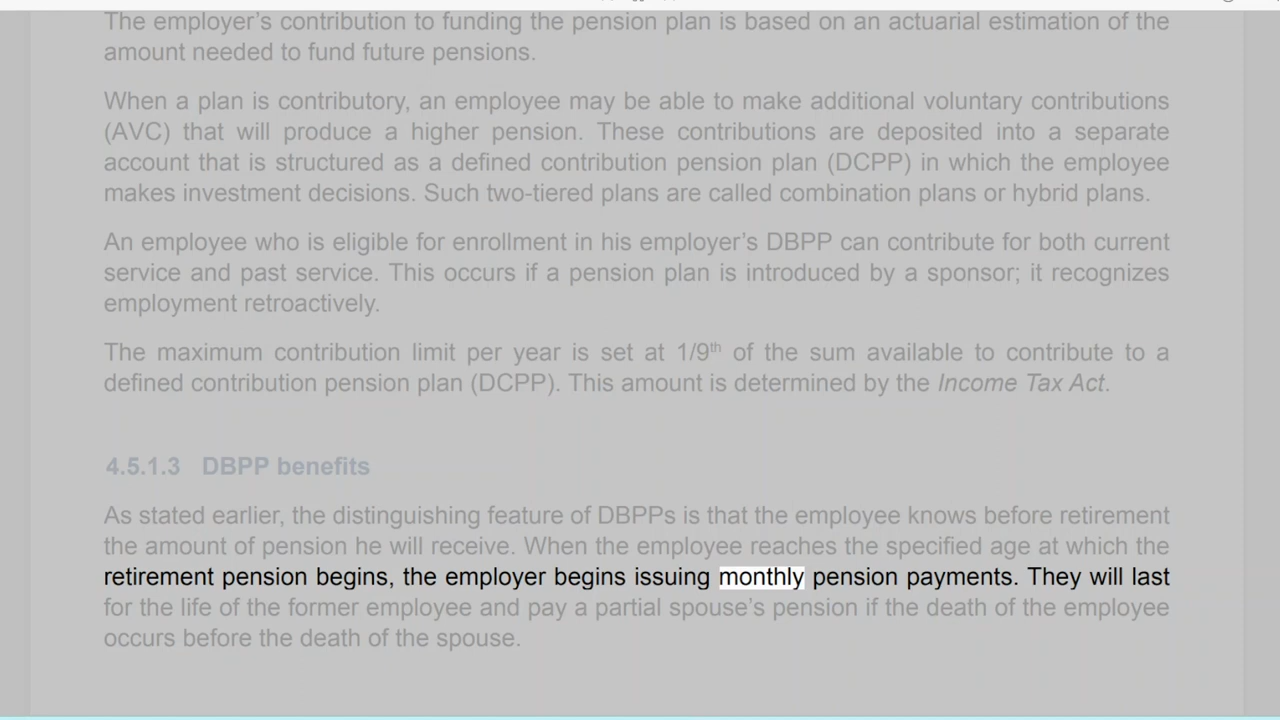 The employer's contribution to funding the pension plan is based on an actuarial estimation of the
amount needed to fund future pensions.
When a plan is contributory, an employee may be able to make additional voluntary contributions
(AVC) that will produce a higher pension. These contributions are deposited into a separate
account that is structured as a defined contribution pension plan (DCPP) in which the employee
makes investment decisions. Such two-tiered plans are called combination plans or hybrid plans.
An employee who is eligible for enrollment in his employer's DBPP can contribute for both current
service and past service. This occurs if a pension plan is introduced by a sponsor; it recognizes
employment retroactively.
The maximum contribution limit per year is set at 1/9th of the sum available to contribute to a
defined contribution pension plan (DCPP). This amount is determined by the Income Tax Act.
4.5.1.3 DBPP benefits
As stated earlier, the distinguishing feature of DBPPs is that the employee knows before retirement
the amount of pension he will receive. When the employee reaches the specified age at which the
retirement pension begins, the employer begins issuing monthly pension payments. They will last
for the life of the former employee and pay a partial spouse's pension if the death of the employee
occurs before the death of the spouse.